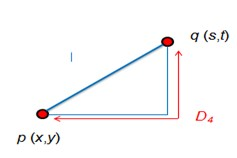 q (s,t)
l
D4
p (x,y)